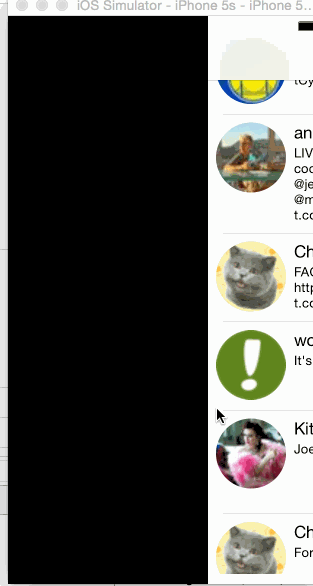 iOS Simulator - iPhone 5s - iPhone 5...
an
LIV
coo
@je
@m
t.co
Ch
FAC
http
t.co
wo
It's
Kit
Joe
Ch
For